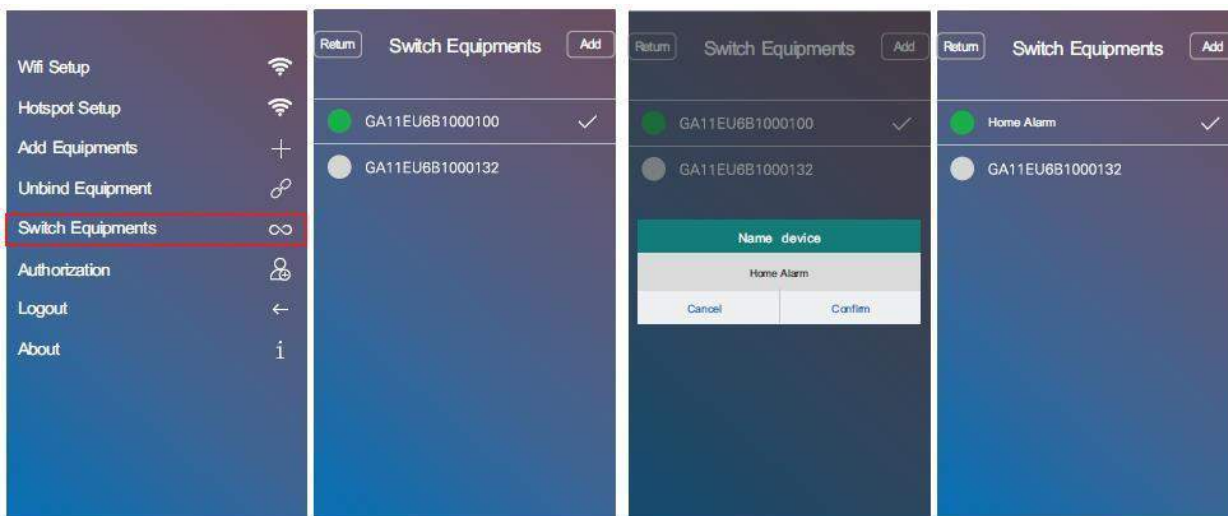 Wifi Setup
Hotspot Setup
Add Equipments
Unbind Equipment
Switch Equipments
Authorization
Logout
About
Return Switch Equipments Add
GA11EU6B1000100
GA11EU6B1000132
Return Switch Equipments Add
GA11EU6B1000100
GA11EU6B1000132
Name device
Home Alarm
Cancel Confirm
Return Switch Equipments Add
Home Alarm
GA11EU6B1000132